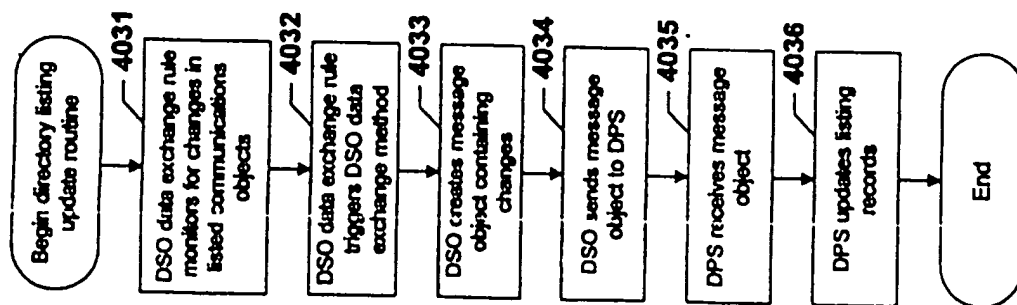 Begin directory listing
update routine
4031
DSO data exchange rule
monitors for changes in
listed communications
objects
4032
DSO data exchange rule
triggers DSO data
exchange method
4033
DSO creates message
object containing
changes
4034
DSO sends message
object to DPS
4035
DPS receives message
object
4036
DPS updates listing
records
End